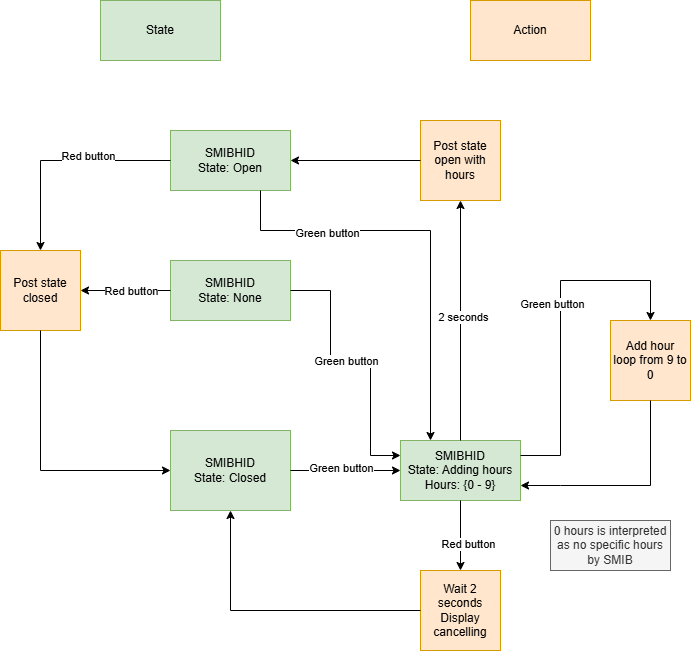 State
Action
SMIBHID
State: Open
Post state
open with
hours
Red button
Green button
Post state
closed
Red button
SMIBHID
State: None
2 seconds
Green button
Add hour
loop from 9 to
0
Green button
SMIBHID
State: Closed
Green button
SMIBHID
State: Adding hours
Hours: {0 - 9}
0 hours is interpreted
as no specific hours
by SMIB
Red button
Wait 2
seconds
Display
cancelling